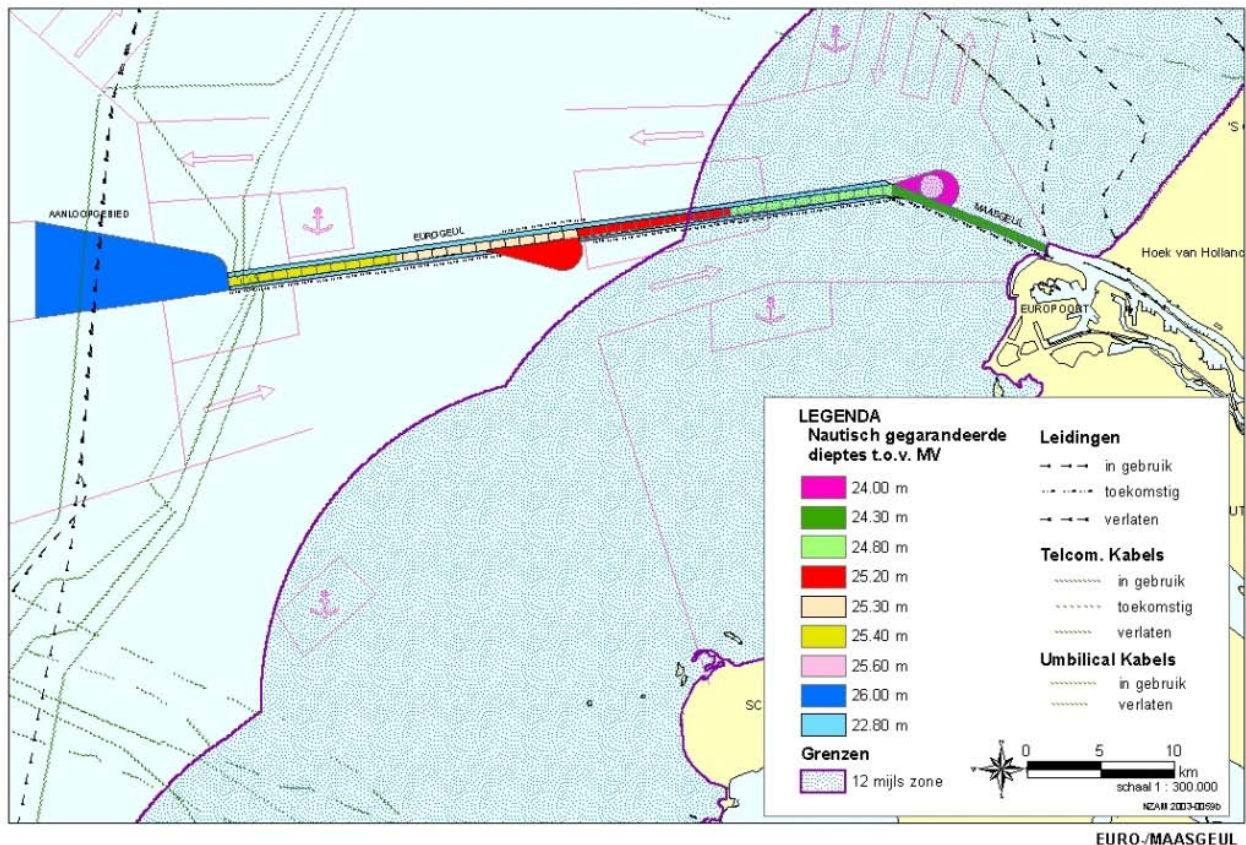 AANLOOPGEBIED
EUROGEUL
MAASGEUL
'S
Hoek van Hollanc
EUROPOORT
UT
SC
LEGENDA
Nautisch gegarandeerde
dieptes t.o.v. MV
24.00 m
24.30 m
24.80 m
25.20 m
25.30 m
25.40 m
25.60 m
26.00 m
22.80 m
Grenzen
12 mijls zone
Leidingen
in gebruik
toekomstig
verlaten
Telcom. Kabels
in gebruik
toekomstig
verlaten
Umbilical Kabels
in gebruik
verlaten
0 5 10
km
schaal 1 : 300.000
NZAM 2003-0059b
EURO-/MAASGEUL